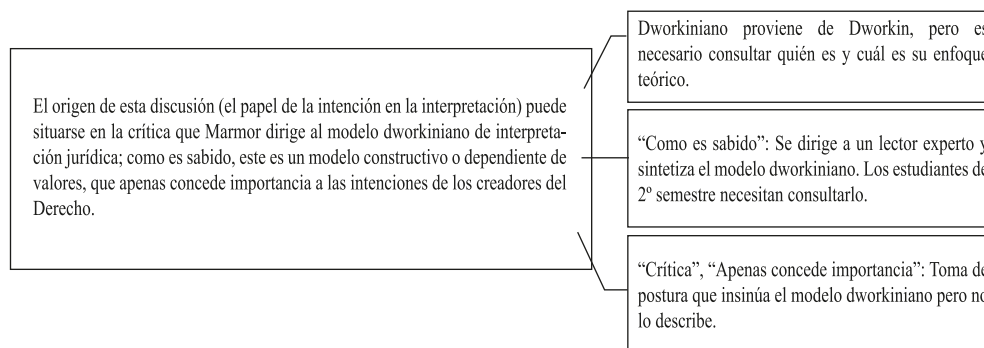 El origen de esta discusión (el papel de la intención en la interpretación) puede
situarse en la crítica que Marmor dirige al modelo dworkiniano de interpreta-
ción jurídica; como es sabido, este es un modelo constructivo o dependiente de
valores, que apenas concede importancia a las intenciones de los creadores del
Derecho.
Dworkiniano proviene de Dworkin, pero es
necesario consultar quién es y cuál es su enfoque
teórico.
“Como es sabido”: Se dirige a un lector experto y
sintetiza el modelo dworkiniano. Los estudiantes de
2º semestre necesitan consultarlo.
“Crítica”, “Apenas concede importancia”: Toma de
postura que insinúa el modelo dworkiniano pero no
lo describe.